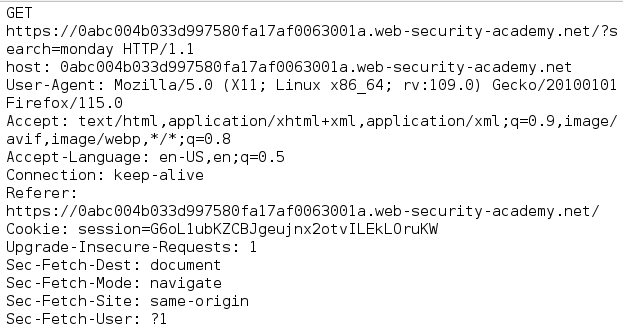 GET
https://0abc004b033d997580fa17af0063001a.web-security-academy.net/?s
earch=monday HTTP/1.1
host: 0abc004b033d997580fa17af0063001a.web-security-academy.net
User-Agent: Mozilla/5.0 (X11; Linux x86_64; rv:109.0) Gecko/20100101
Firefox/115.0
Accept: text/html,application/xhtml+xml,application/xml;q=0.9,image/
avif,image/webp,*/*;q=0.8
Accept-Language: en-US,en;q=0.5
Connection: keep-alive
Referer:
https://0abc004b033d997580fa17af0063001a.web-security-academy.net/
Cookie: session=G6oL1ubKZCBJgeujnx2otvILEkLOruKW
Upgrade-Insecure-Requests: 1
Sec-Fetch-Dest: document
Sec-Fetch-Mode: navigate
Sec-Fetch-Site: same-origin
Sec-Fetch-User: ?1